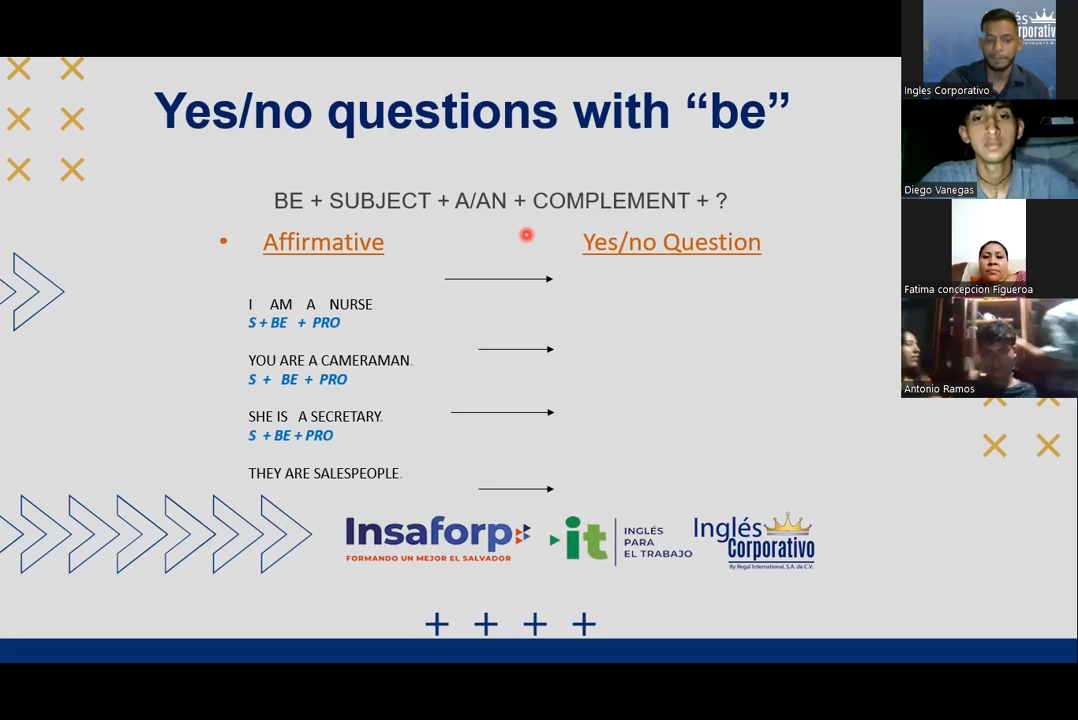 Yes/no questions with “be”
BE + SUBJECT + A/AN + COMPLEMENT + ?
• Affirmative
Yes/no Question
I AM A NURSE
S + BE + PRO
YOU ARE A CAMERAMAN.
S + BE + PRO
SHE IS A SECRETARY.
S + BE + PRO
THEY ARE SALESPEOPLE.
Insaforp
FORMANDO UN MEJOR EL SALVADOR
it
INGLÉS
PARA
EL TRABAJO
Inglés
Corporativo
By Regal International, S.A. de C.V.
Ingles Corporativo
Diego Vanegas
Fatima concepcion Figueroa
Antonio Ramos